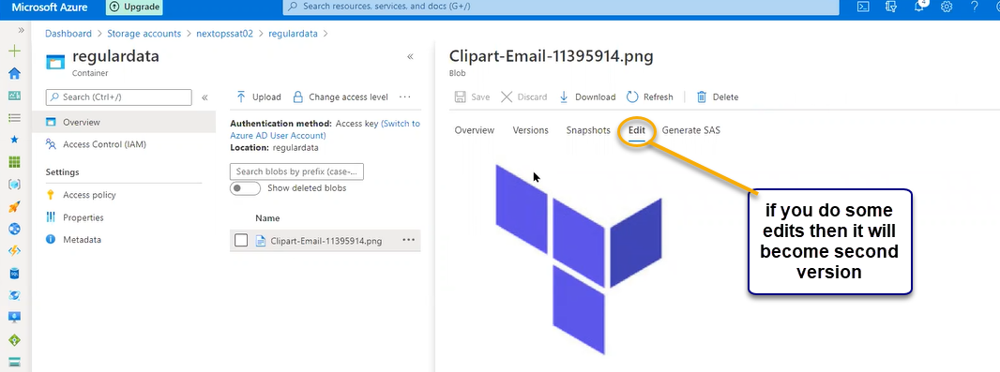 Microsoft Azure
Upgrade
Search resources, services, and docs (G+/)
4
Dashboard > Storage accounts > nextopssat02 > regulardata >
regulardata
Container
Search (Ctrl+/)
Overview
Access Control (IAM)
Settings
Access policy
Properties
Metadata
Upload
Change access level
Authentication method: Access key (Switch to
Azure AD User Account)
Location: regulardata
Search blobs by prefix (case-...
Show deleted blobs
Name
Clipart-Email-11395914.png
Clipart-Email-11395914.png
Blob
Save
Discard
Download
Refresh
Delete
Overview
Versions
Snapshots
Edit
Generate SAS
if you do some
edits then it will
become second
version